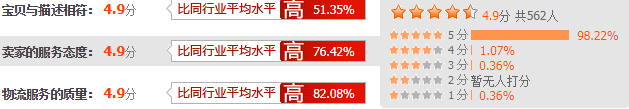 宝贝与描述相符: 4.9分 比同行业平均水平 高 51.35%
卖家的服务态度: 4.9分 比同行业平均水平 高 76.42%
物流服务的质量: 4.9分 比同行业平均水平 高 82.08%
4.9分 共562人
5 分 98.22%
4 分 1.07%
3 分 0.36%
2 分 暂无人打分
1 分 0.36%